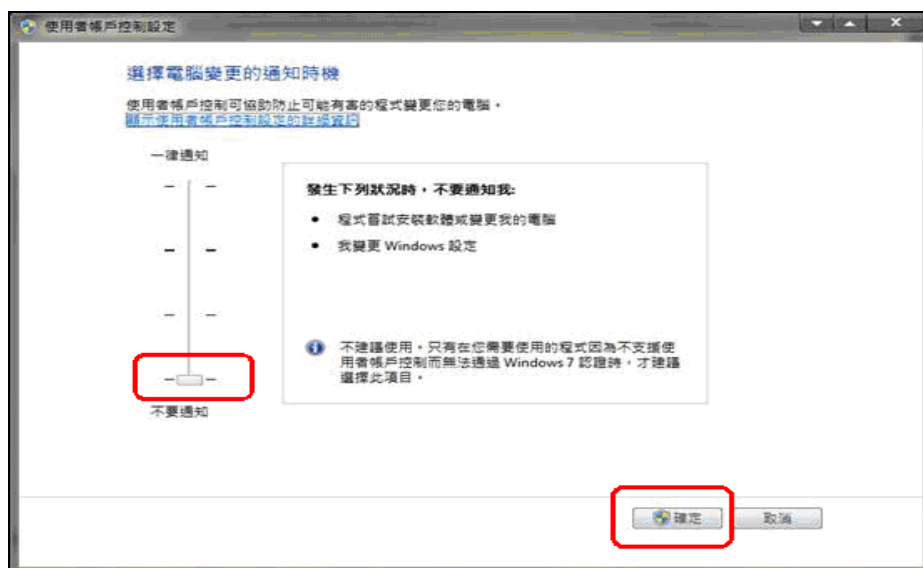 使用者帳戶控制設定
選擇電腦變更的通知時機
使用者帳戶控制可協助防止可能有害的程式變更您的電腦。
顯示使用者帳戶控制設定的詳細資訊
一律通知
發生下列狀況時，不要通知我:
• 程式嘗試安裝軟體或變更我的電腦
• 我變更 Windows 設定
不建議使用。只有在您需要使用的程式因為不支援使
用者帳戶控制而無法通過 Windows 7 認證時，才建議
選擇此項目。
不要通知
確定
取消